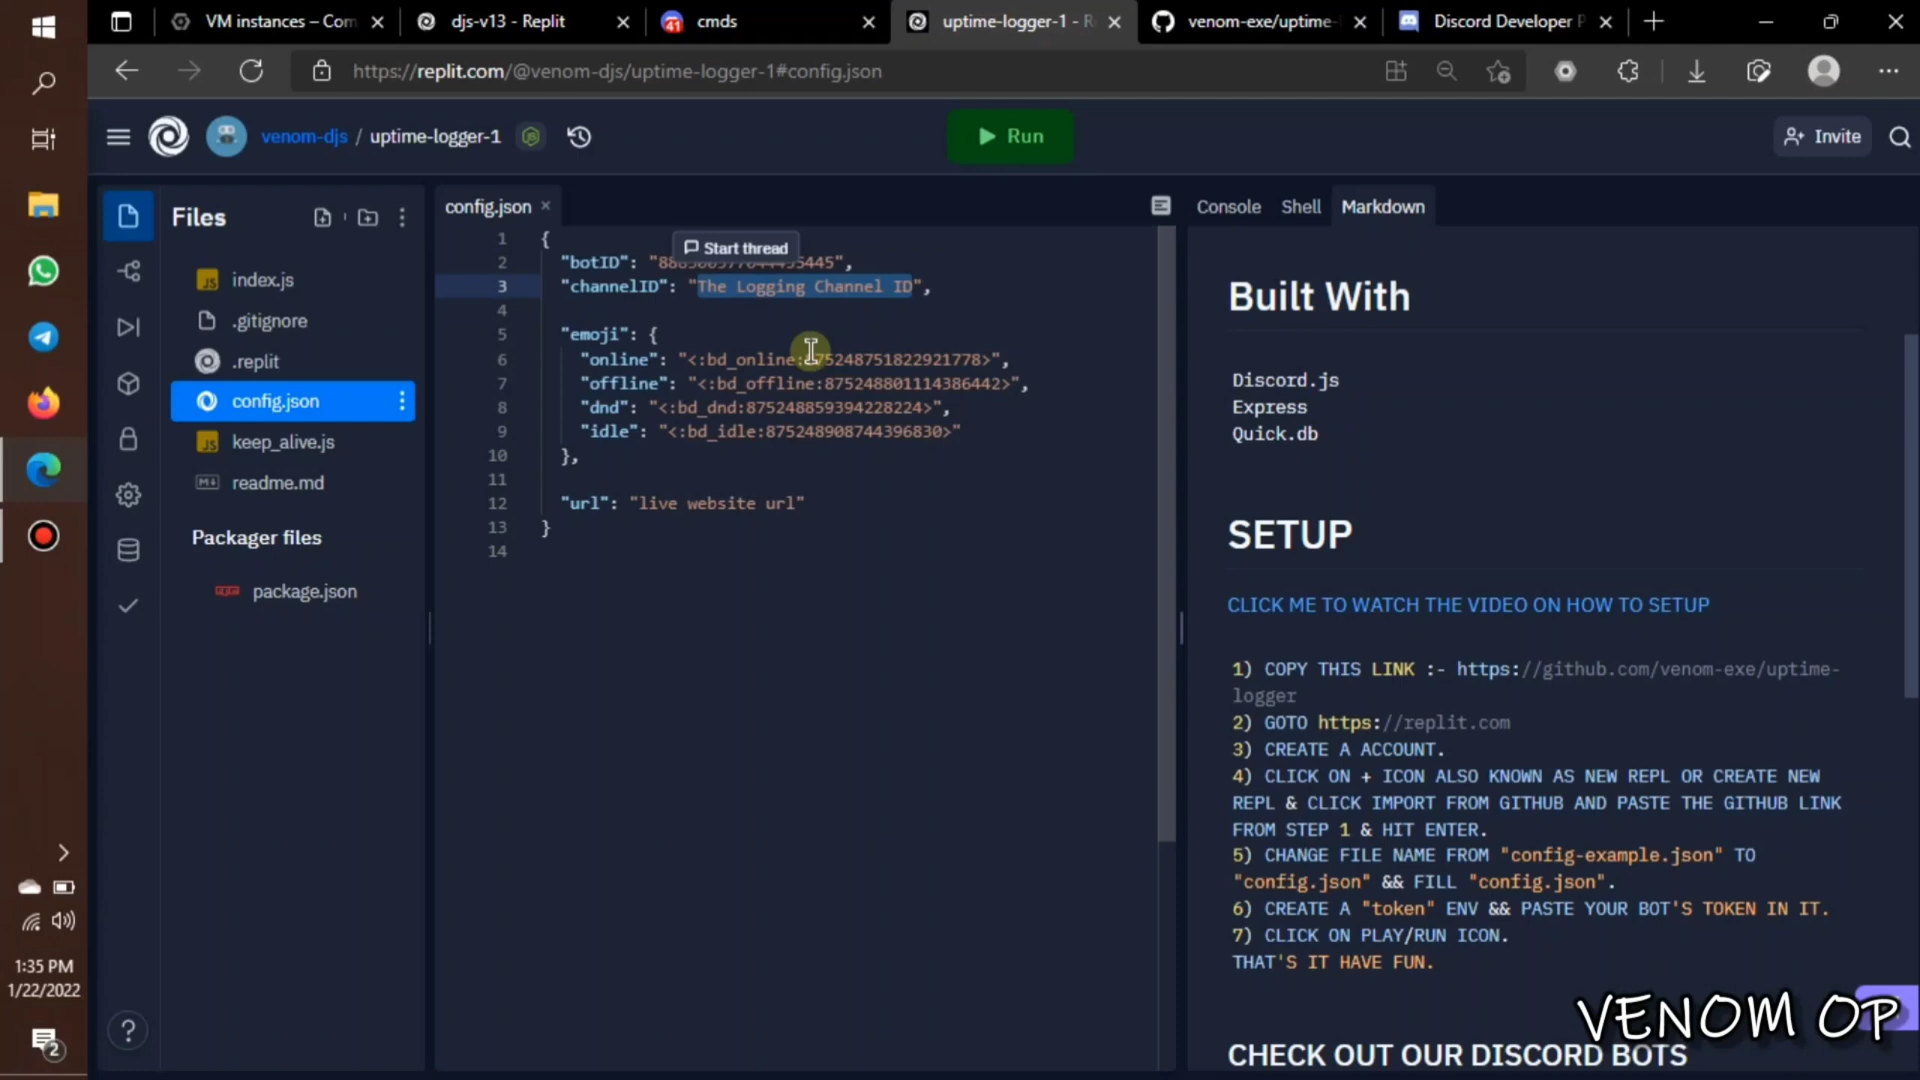 VM instances – Com
djs-v13 - Replit
41 cmds
uptime-logger-1 - R
venom-exe/uptime-
Discord Developer P
https://replit.com/@venom-djs/uptime-logger-1#config.json
venom-djs / uptime-logger-1
Run
Invite
Files
index.js
.gitignore
.replit
config.json
keep_alive.js
readme.md
Packager files
package.json
config.json
Start thread
1 {
2 "botID":
3 "channelID": "The Logging Channel ID",
4
5 "emoji": {
6 "online": "<:bd_online:875248751822921778>",
7 "offline": "<:bd_offline:875248801114386442>",
8 "dnd": "<:bd_dnd:875248859394228224>",
9 "idle": "<:bd_idle:875248908744396830>"
10 },
11
12 "url": "live website url"
13 }
14
Console Shell Markdown
Built With
Discord.js
Express
Quick.db
SETUP
CLICK ME TO WATCH THE VIDEO ON HOW TO SETUP
1) COPY THIS LINK :- https://github.com/venom-exe/uptime-
logger
2) GOTO https://replit.com
3) CREATE A ACCOUNT.
4) CLICK ON + ICON ALSO KNOWN AS NEW REPL OR CREATE NEW
REPL & CLICK IMPORT FROM GITHUB AND PASTE THE GITHUB LINK
FROM STEP 1 & HIT ENTER.
5) CHANGE FILE NAME FROM "config-example.json" TO
"config.json" && FILL "config.json".
6) CREATE A "token" ENV && PASTE YOUR BOT'S TOKEN IN IT.
7) CLICK ON PLAY/RUN ICON.
THAT'S IT HAVE FUN.
CHECK OUT OUR DISCORD BOTS
VENOM OP
1:35 PM
1/22/2022
2